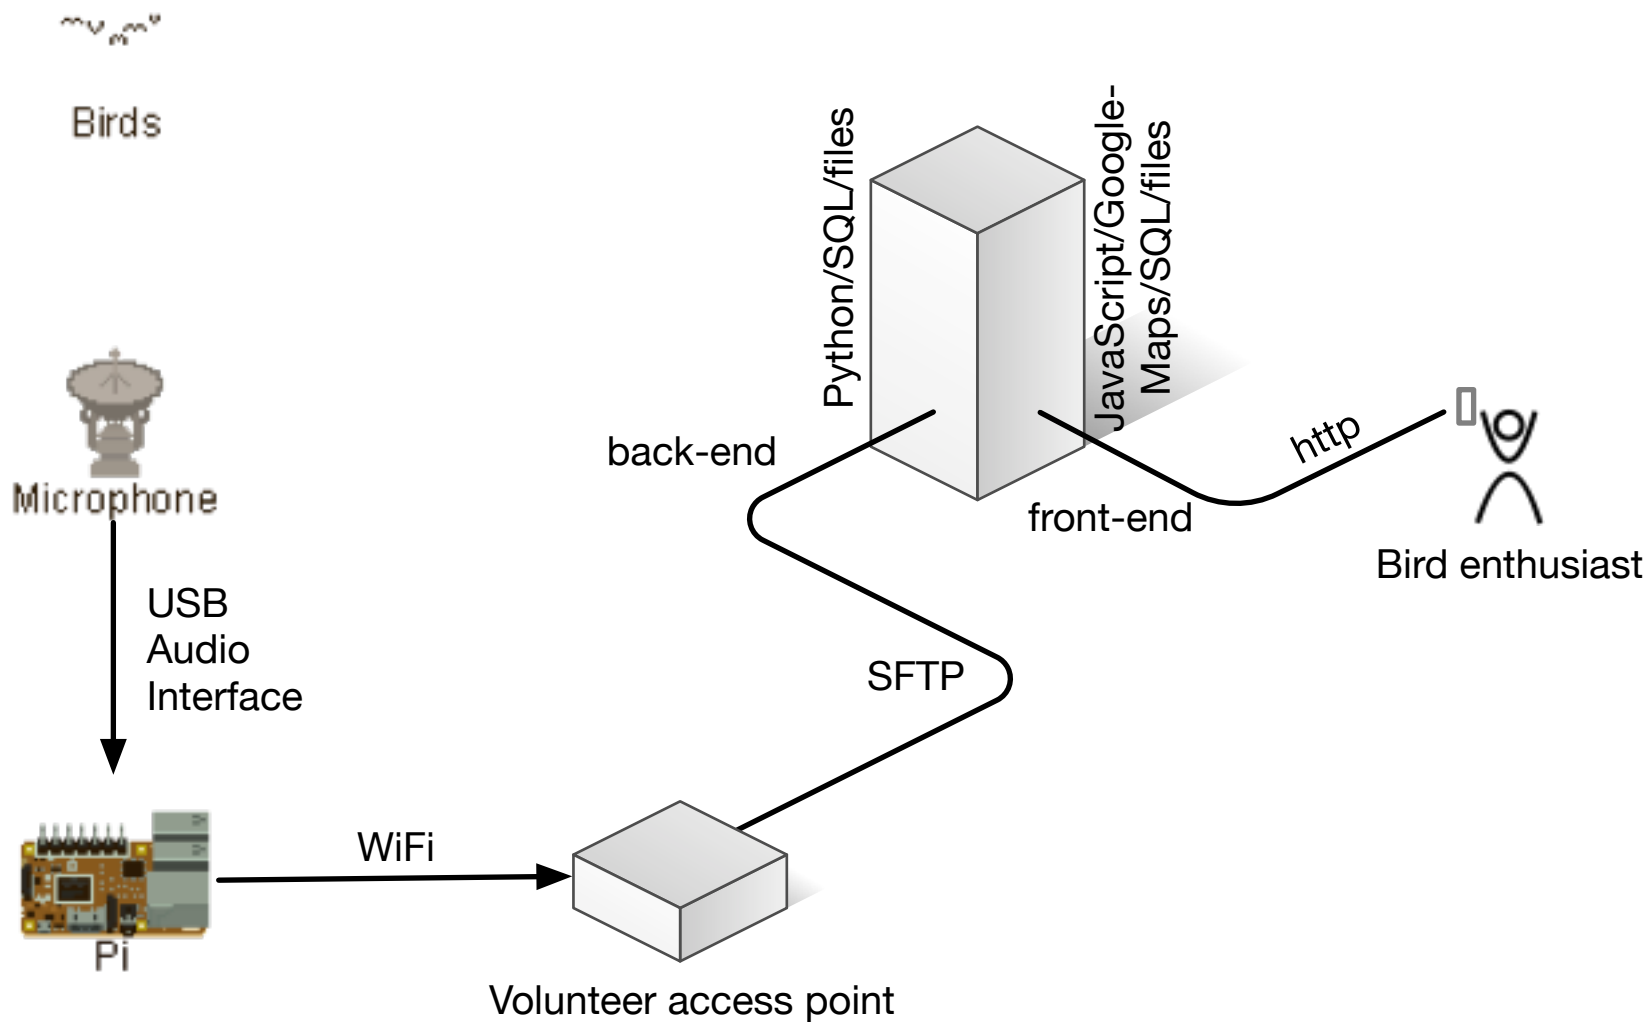 Birds
Python/SQL/files
JavaScript/Google-
Maps/SQL/files
Microphone
back-end
front-end
http
Bird enthusiast
USB
Audio
Interface
SFTP
WiFi
Pi
Volunteer access point